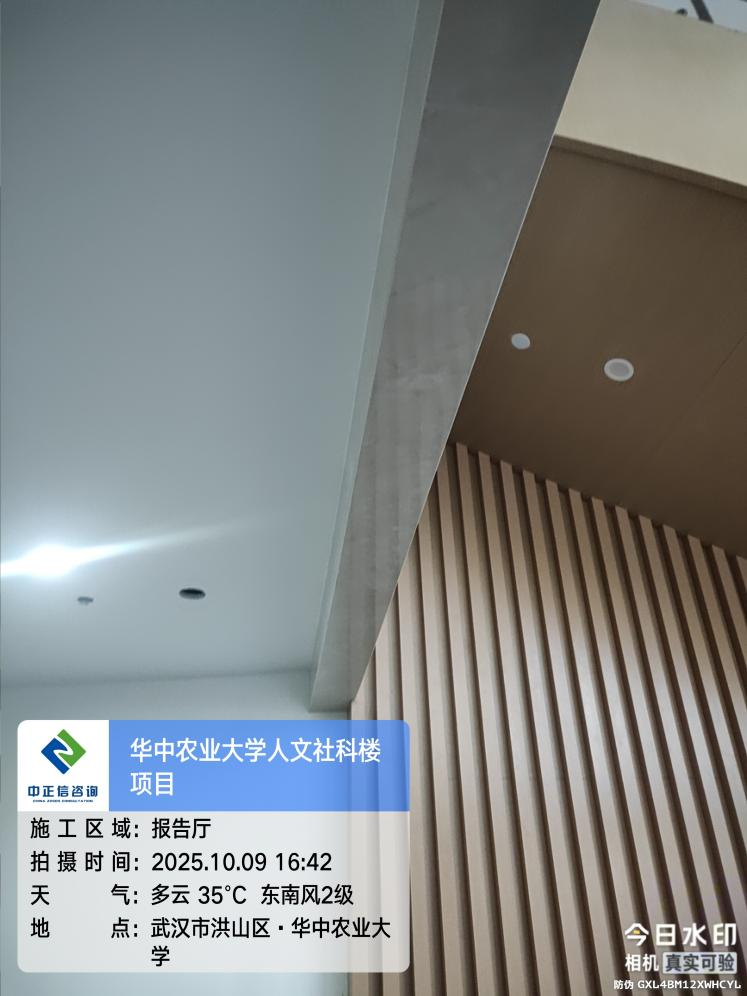 华中农业大学人文社科楼
项目
中正信咨询
施工区域：报告厅
拍摄时间：2025.10.09 16:42
天气：多云 35℃ 东南风2级
地点：武汉市洪山区·华中农业大
学
今日水印
相机 真实可验
防伪 GXL4BM12XWHCYL